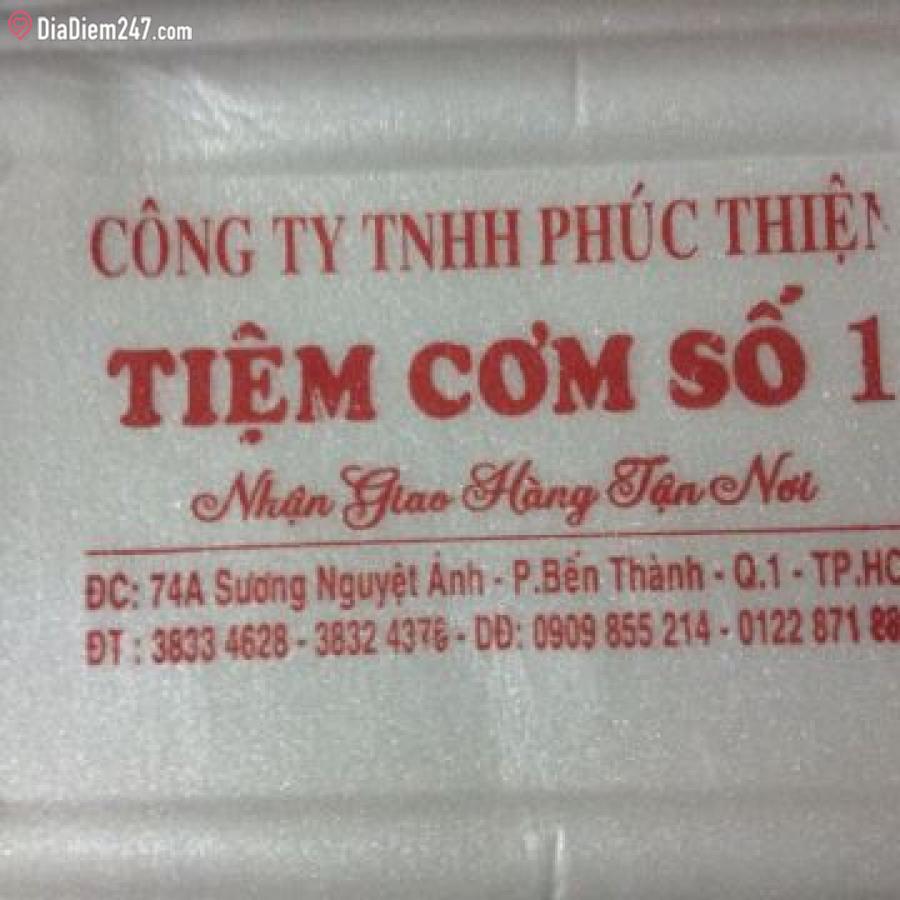 DiaDiem247.com
CÔNG TY TNHH PHÚC THIỆN
TIỆM CƠM SỐ 1
Nhận Giao Hàng Tận Nơi
ĐC: 74A Sương Nguyệt Ánh - P.Bến Thành - Q.1 - TP.HC
ĐT : 3833 4628 - 3832 4376 - DĐ: 0909 855 214 - 0122 871